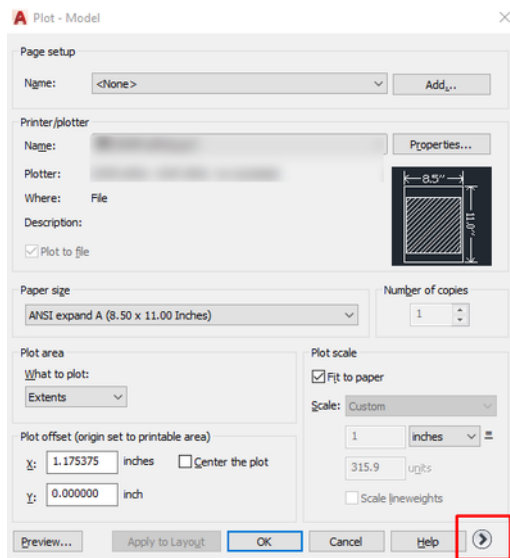 Plot - Model
Page setup
Name: <None> Add...
Printer/plotter
Name: Properties...
Plotter:
Where: File
Description:
Plot to file
8.5″
11.0″
Paper size
ANSI expand A (8.50 x 11.00 Inches)
Number of copies
1
Plot area
What to plot:
Extents
Plot scale
Fit to paper
Scale: Custom
1 inches =
315.9 units
Scale lineweights
Plot offset (origin set to printable area)
X: 1.175375 inches Center the plot
Y: 0.000000 inch
Preview... Apply to Layout OK Cancel Help